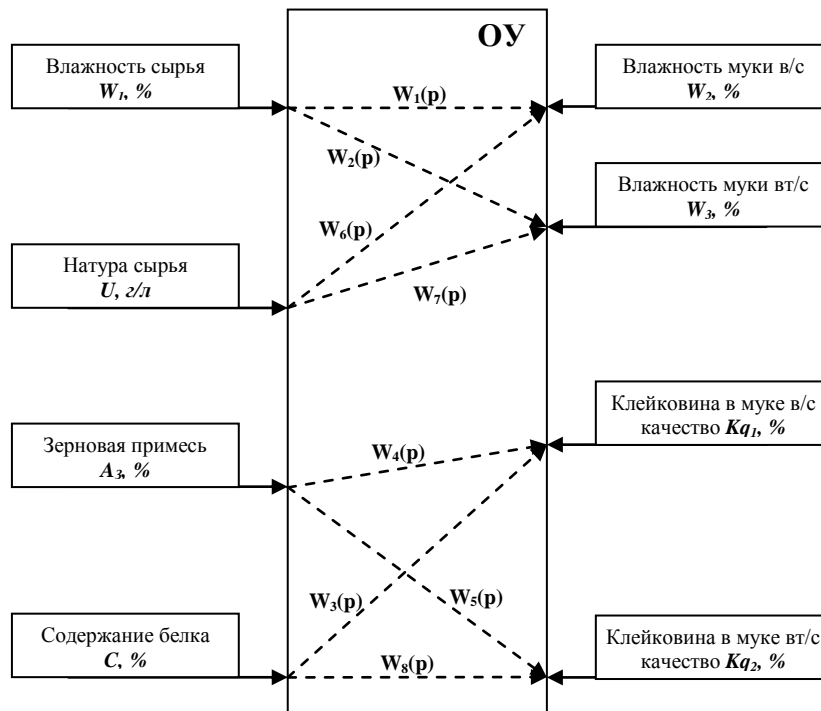 ОУ
Влажность сырья
W₁, %
Влажность муки в/с
W₂, %
W₁(p)
W₂(p)
Влажность муки вт/с
W₃, %
W₆(p)
Натура сырья
U, г/л
W₇(p)
Клейковина в муке в/с
качество Kq₁, %
Зерновая примесь
A₃, %
W₄(p)
W₃(p)
W₅(p)
Содержание белка
C, %
W₈(p)
Клейковина в муке вт/с
качество Kq₂, %